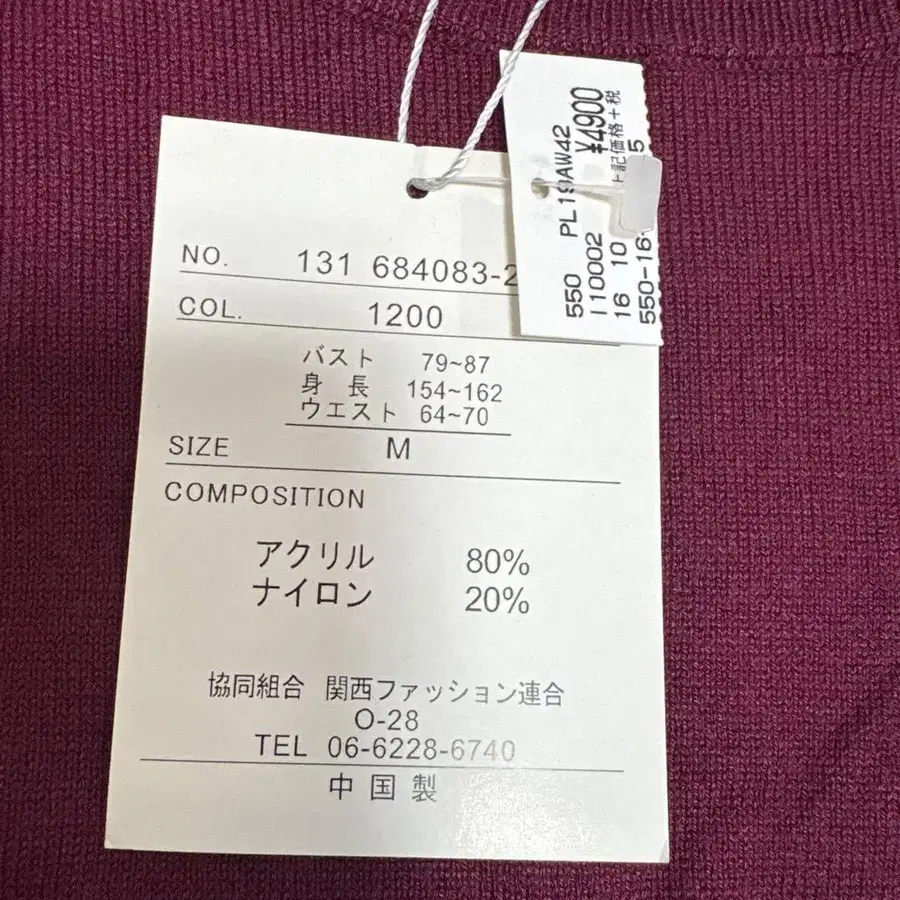 NO. 131 684083-2
COL. 1200
バスト 79~87
身長 154~162
ウエスト 64~70
SIZE M
COMPOSITION
アクリル 80%
ナイロン 20%
協同組合 関西ファッション連合
O-28
TEL 06-6228-6740
中国製
550 PL19AW42
110002 ¥4900
16 10 ト記価格+税
550-16- 5